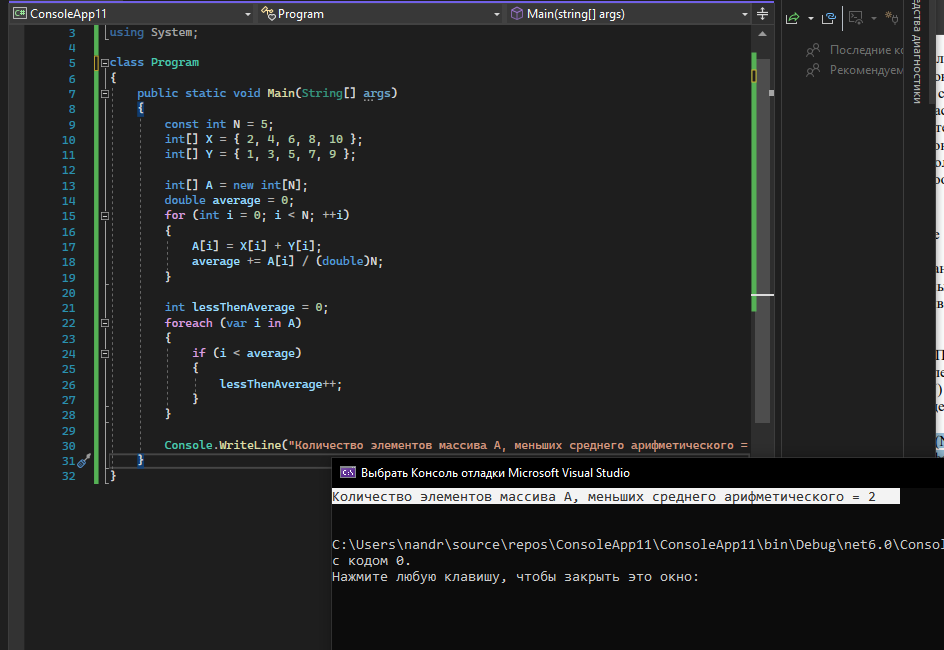 C# ConsoleApp11
Program
Main(string[] args)
3 using System;
4
5 class Program
6 {
7 public static void Main(String[] args)
8 {
9 const int N = 5;
10 int[] X = { 2, 4, 6, 8, 10 };
11 int[] Y = { 1, 3, 5, 7, 9 };
12
13 int[] A = new int[N];
14 double average = 0;
15 for (int i = 0; i < N; ++i)
16 {
17 A[i] = X[i] + Y[i];
18 average += A[i] / (double)N;
19 }
20
21 int lessThenAverage = 0;
22 foreach (var i in A)
23 {
24 if (i < average)
25 {
26 lessThenAverage++;
27 }
28 }
29
30 Console.WriteLine("Количество элементов массива A, меньших среднего арифметического =
31 }
32 }
Последние
Рекомендуем
диагностики
Выбрать Консоль отладки Microsoft Visual Studio
Количество элементов массива A, меньших среднего арифметического = 2
C:\Users\nandr\source\repos\ConsoleApp11\ConsoleApp11\bin\Debug\net6.0\Conso
с кодом 0.
Нажмите любую клавишу, чтобы закрыть это окно: